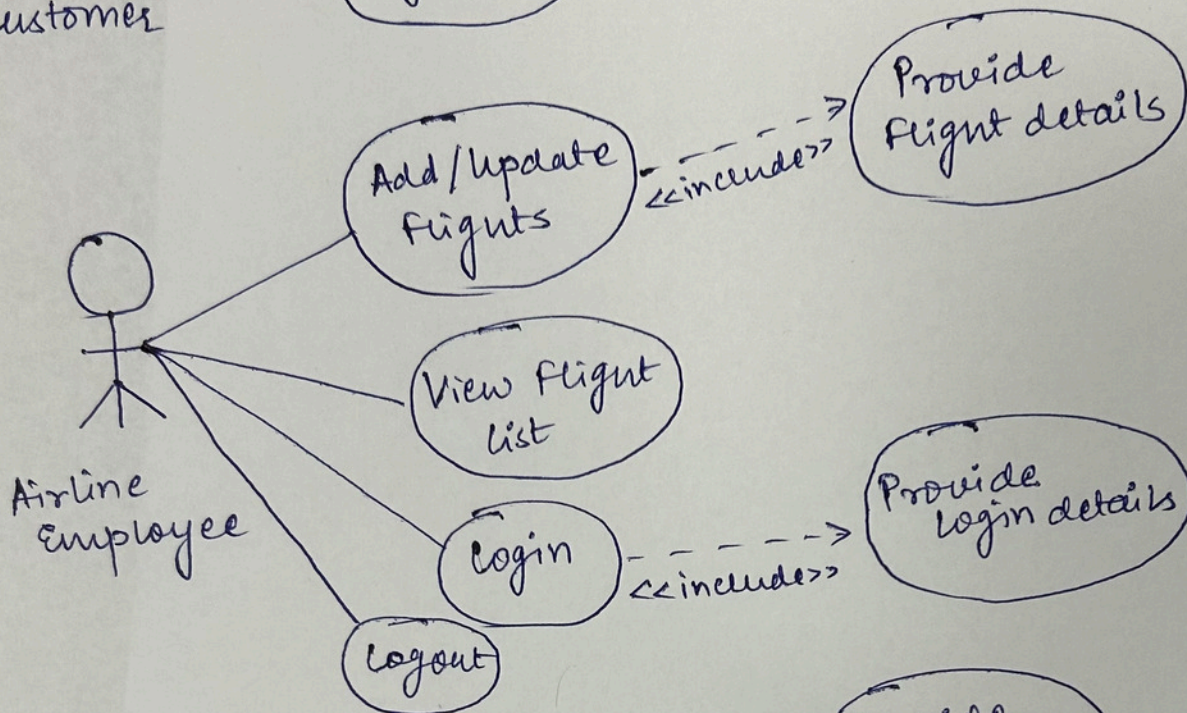 ustomer
Provide
Flight details
Add/Update
Flights
<<include>>
View Flight
List
Airline
Employee
Provide
Login details
Login
<<include>>
Logout